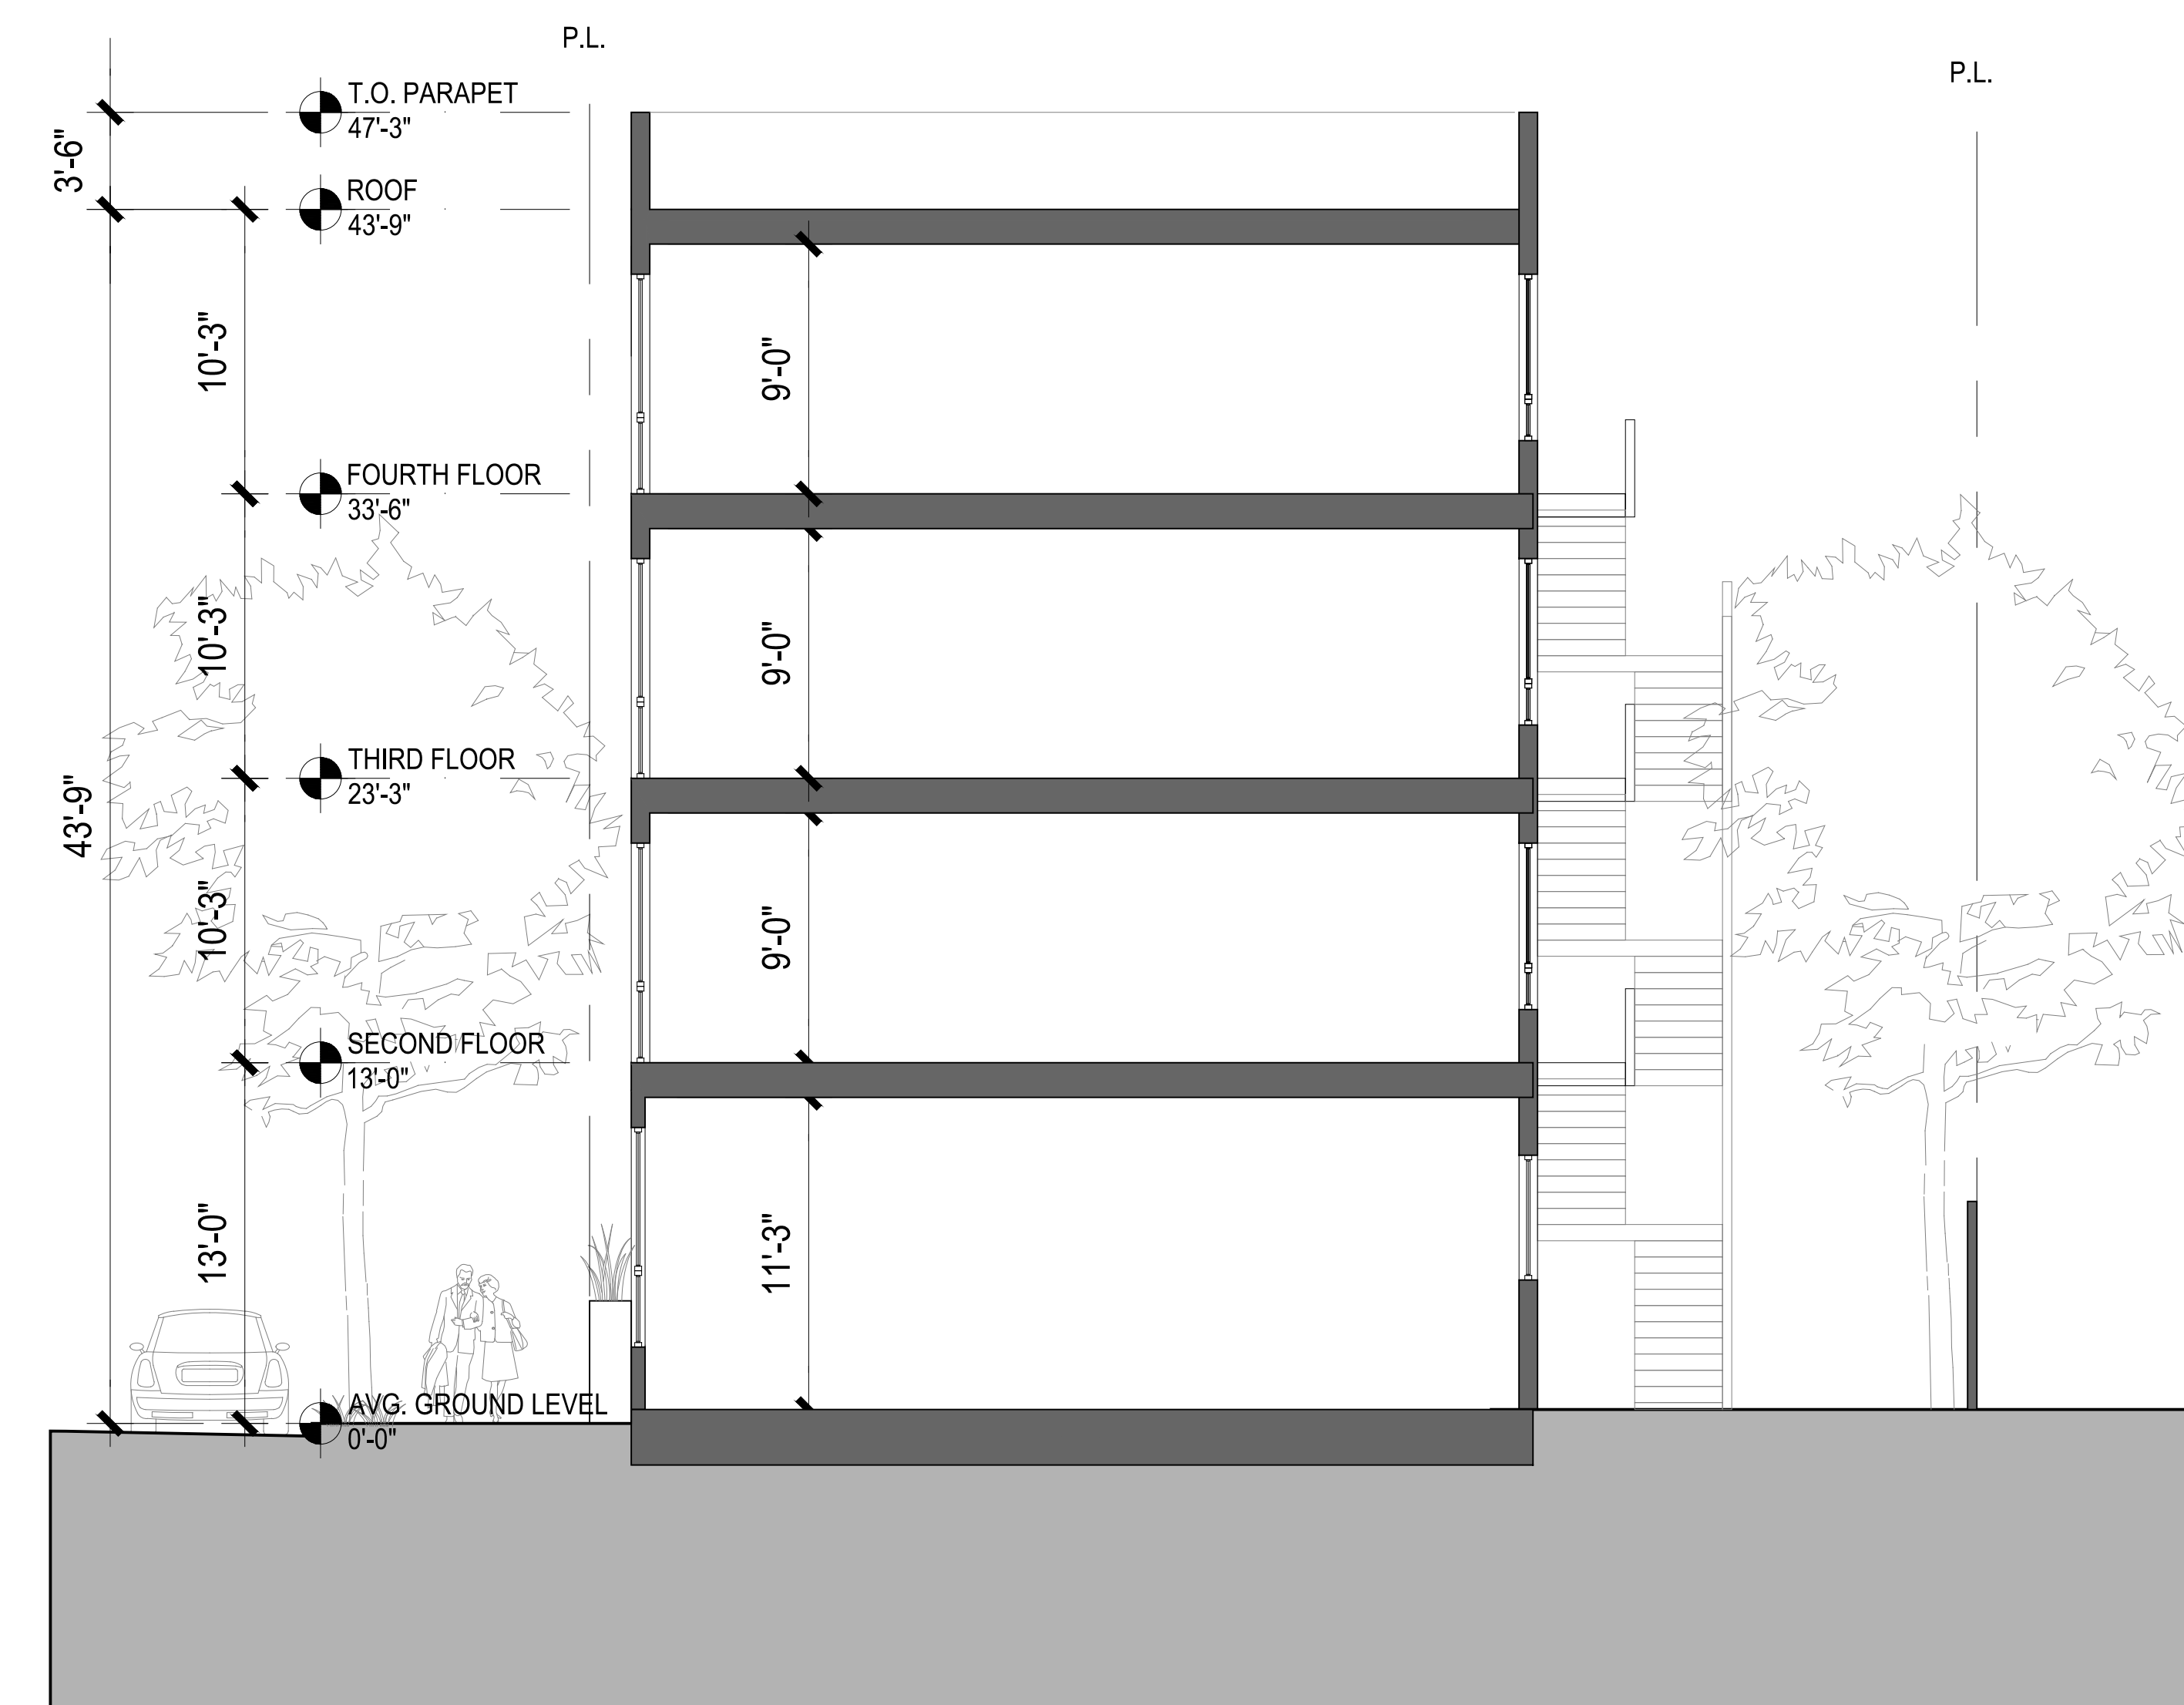 P.L.
P.L.
T.O. PARAPET
47'-3"
3'-6"
ROOF
43'-9"
10'-3"
9'-0"
FOURTH FLOOR
33'-6"
10'-3"
9'-0"
THIRD FLOOR
23'-3"
43'-9"
10'-3"
9'-0"
SECOND FLOOR
13'-0"
13'-0"
11'-3"
AVG. GROUND LEVEL
0'-0"